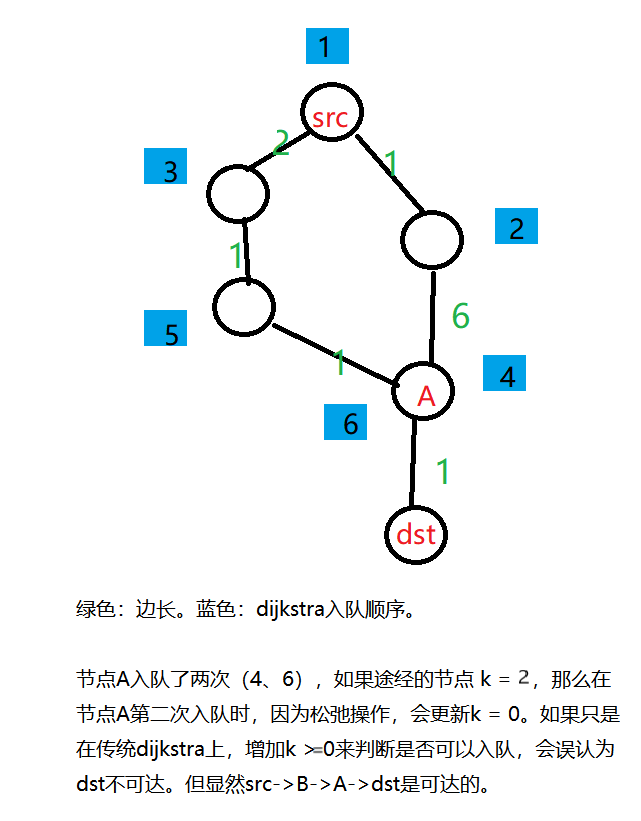 1
src
2
1
3
2
1
6
5
1
4
A
6
1
dst
绿色：边长。蓝色：dijkstra入队顺序。
节点A入队了两次（4、6），如果途经的节点 k = 2，那么在
节点A第二次入队时，因为松弛操作，会更新k = 0。如果只是
在传统dijkstra上，增加k >=0来判断是否可以入队，会误认为
dst不可达。但显然src->B->A->dst是可达的。